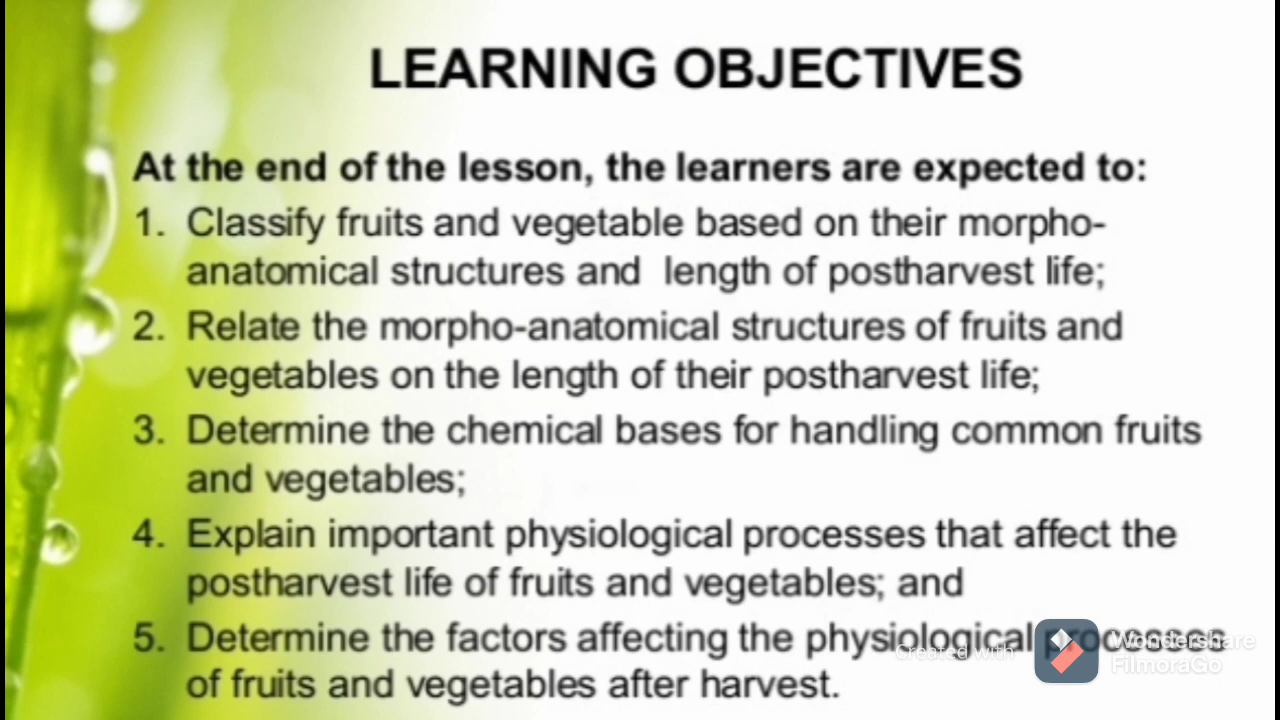 LEARNING OBJECTIVES
At the end of the lesson, the learners are expected to:
1. Classify fruits and vegetable based on their morpho-
anatomical structures and length of postharvest life;
2. Relate the morpho-anatomical structures of fruits and
vegetables on the length of their postharvest life;
3. Determine the chemical bases for handling common fruits
and vegetables;
4. Explain important physiological processes that affect the
postharvest life of fruits and vegetables; and
5. Determine the factors affecting the physiological processes
of fruits and vegetables after harvest.
Created with
Wondershare
FilmoraGo